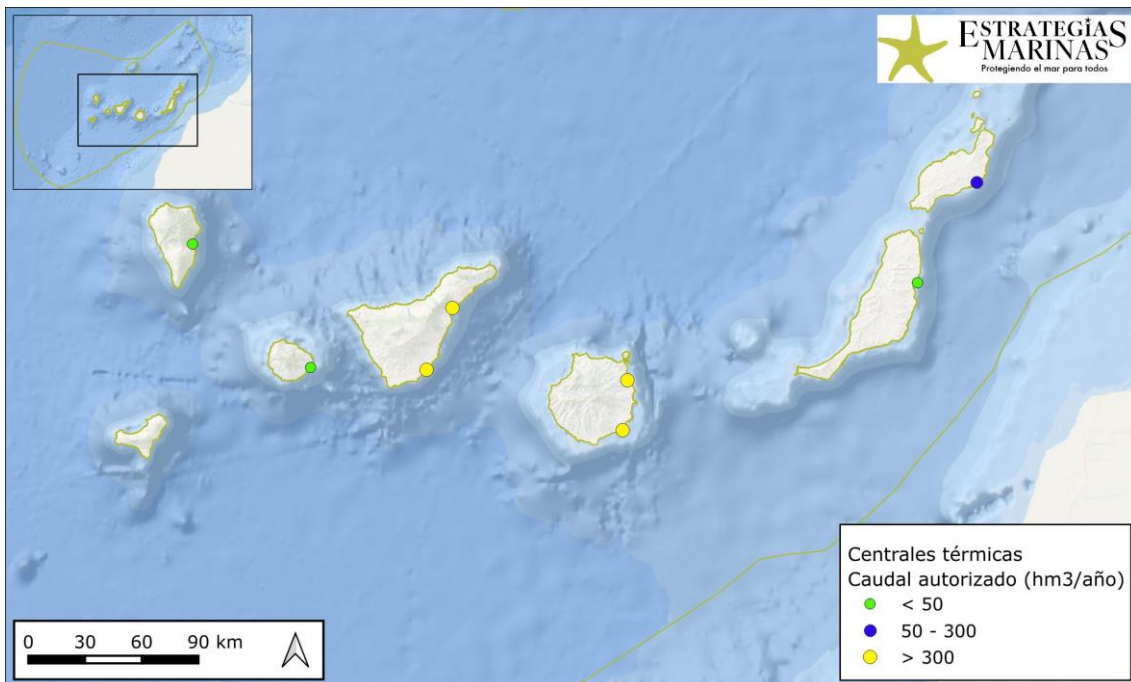 ESTRATEGIAS
MARINAS
Protegiendo el mar para todos
Centrales térmicas
Caudal autorizado (hm3/año)
< 50
50 - 300
> 300
0 30 60 90 km